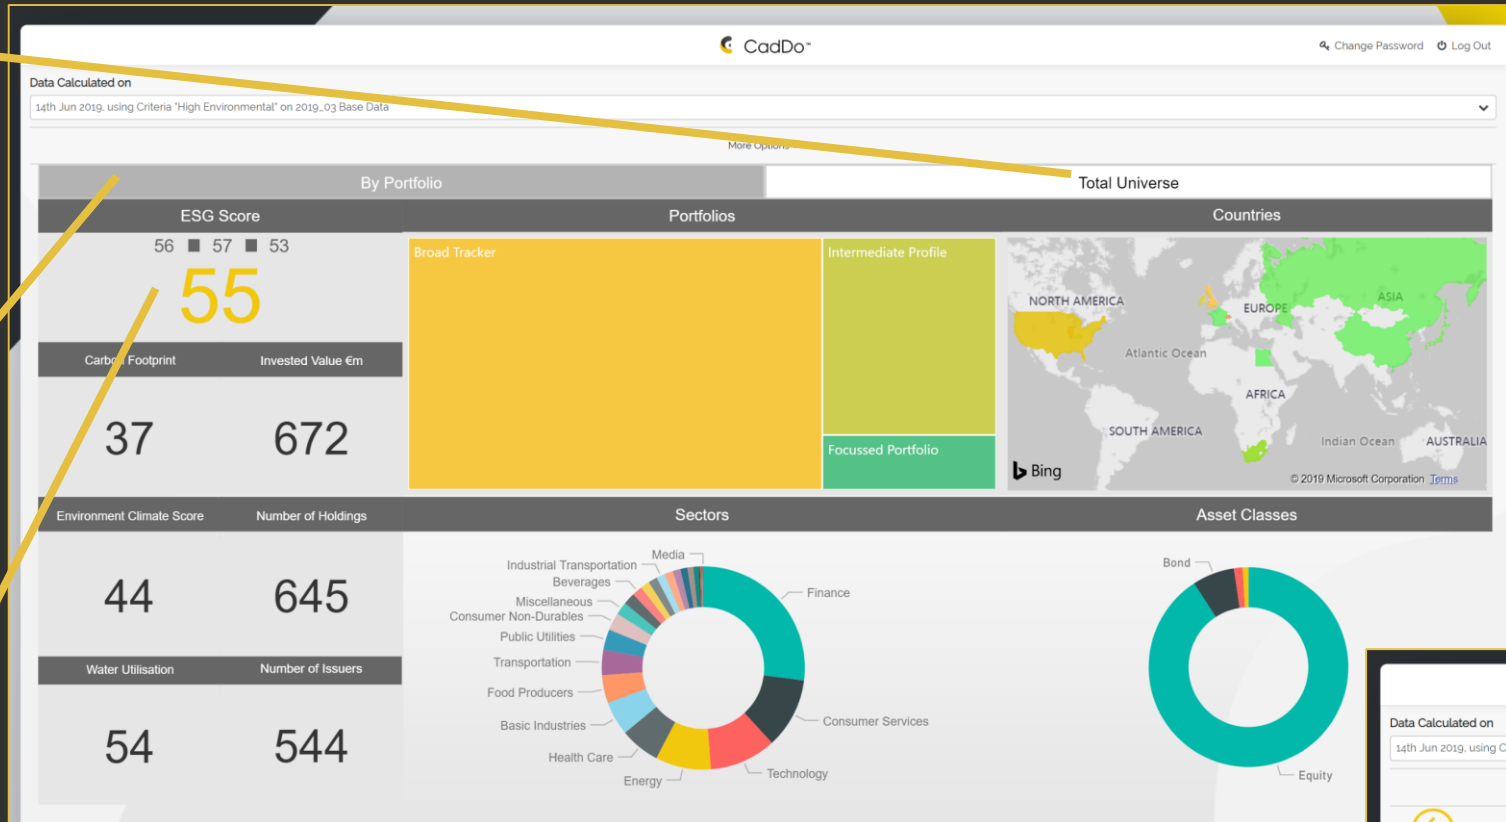 CadDo™
Change Password
Log Out
Data Calculated on
14th Jun 2019, using Criteria "High Environmental" on 2019_03 Base Data
More Options
By Portfolio
Total Universe
ESG Score
Portfolios
Countries
56 57 53
55
Carbon Footprint
Invested Value €m
37
672
Broad Tracker
Intermediate Profile
Focussed Portfolio
NORTH AMERICA
EUROPE
ASIA
Atlantic Ocean
AFRICA
SOUTH AMERICA
Indian Ocean
AUSTRALIA
Bing
© 2019 Microsoft Corporation Terms
Environment Climate Score
Number of Holdings
Sectors
Asset Classes
44
645
Water Utilisation
Number of Issuers
54
544
Media
Industrial Transportation
Beverages
Miscellaneous
Consumer Non-Durables
Public Utilities
Transportation
Food Producers
Basic Industries
Health Care
Energy
Technology
Consumer Services
Finance
Bond
Equity
Data Calculated on
14th Jun 2019, using C